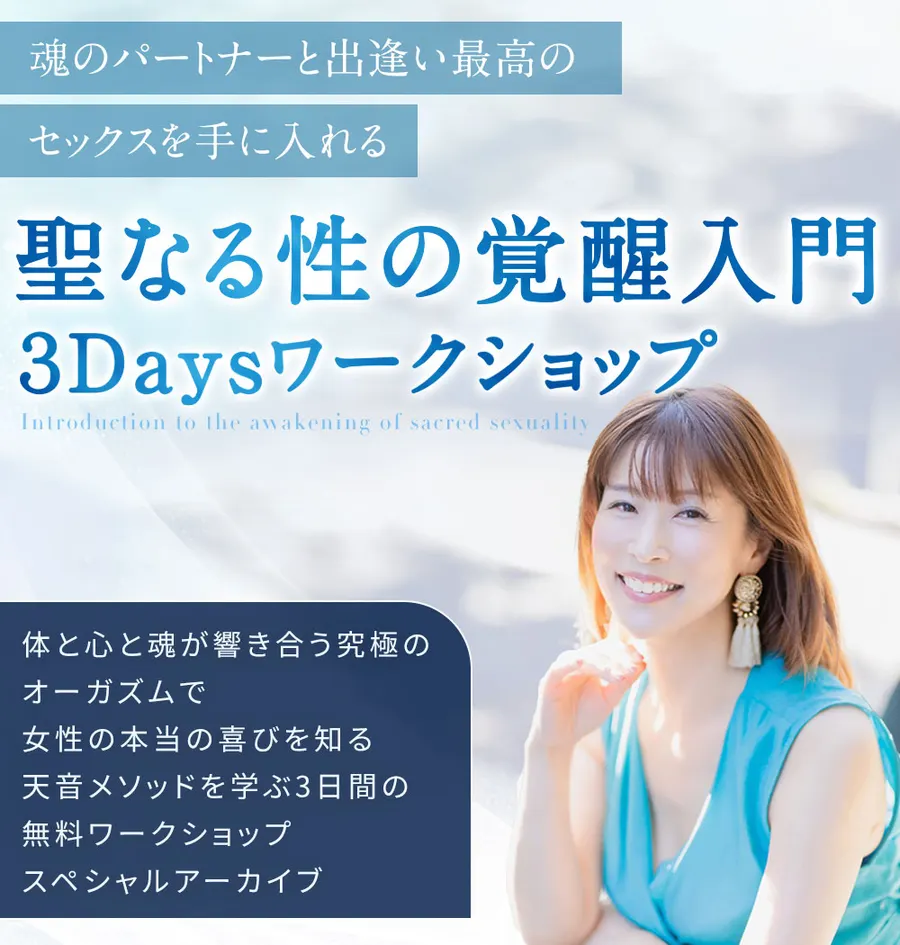 魂のパートナーと出逢い最高の
セックスを手に入れる
聖なる性の覚醒入門
3Daysワークショップ
Introduction to the awakening of sacred sexuality
体と心と魂が響き合う究極の
オーガズムで
女性の本当の喜びを知る
天音メソッドを学ぶ3日間の
無料ワークショップ
スペシャルアーカイブ